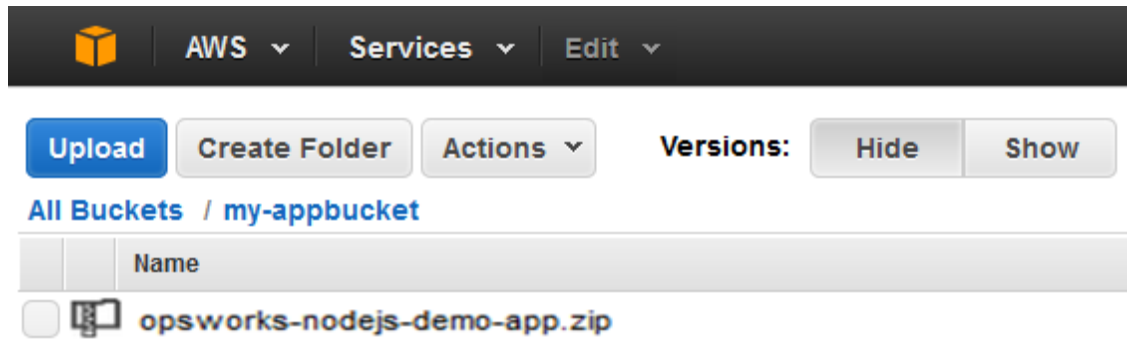 AWS Services Edit
Upload Create Folder Actions Versions: Hide Show
All Buckets / my-appbucket
Name
opsworks-nodejs-demo-app.zip